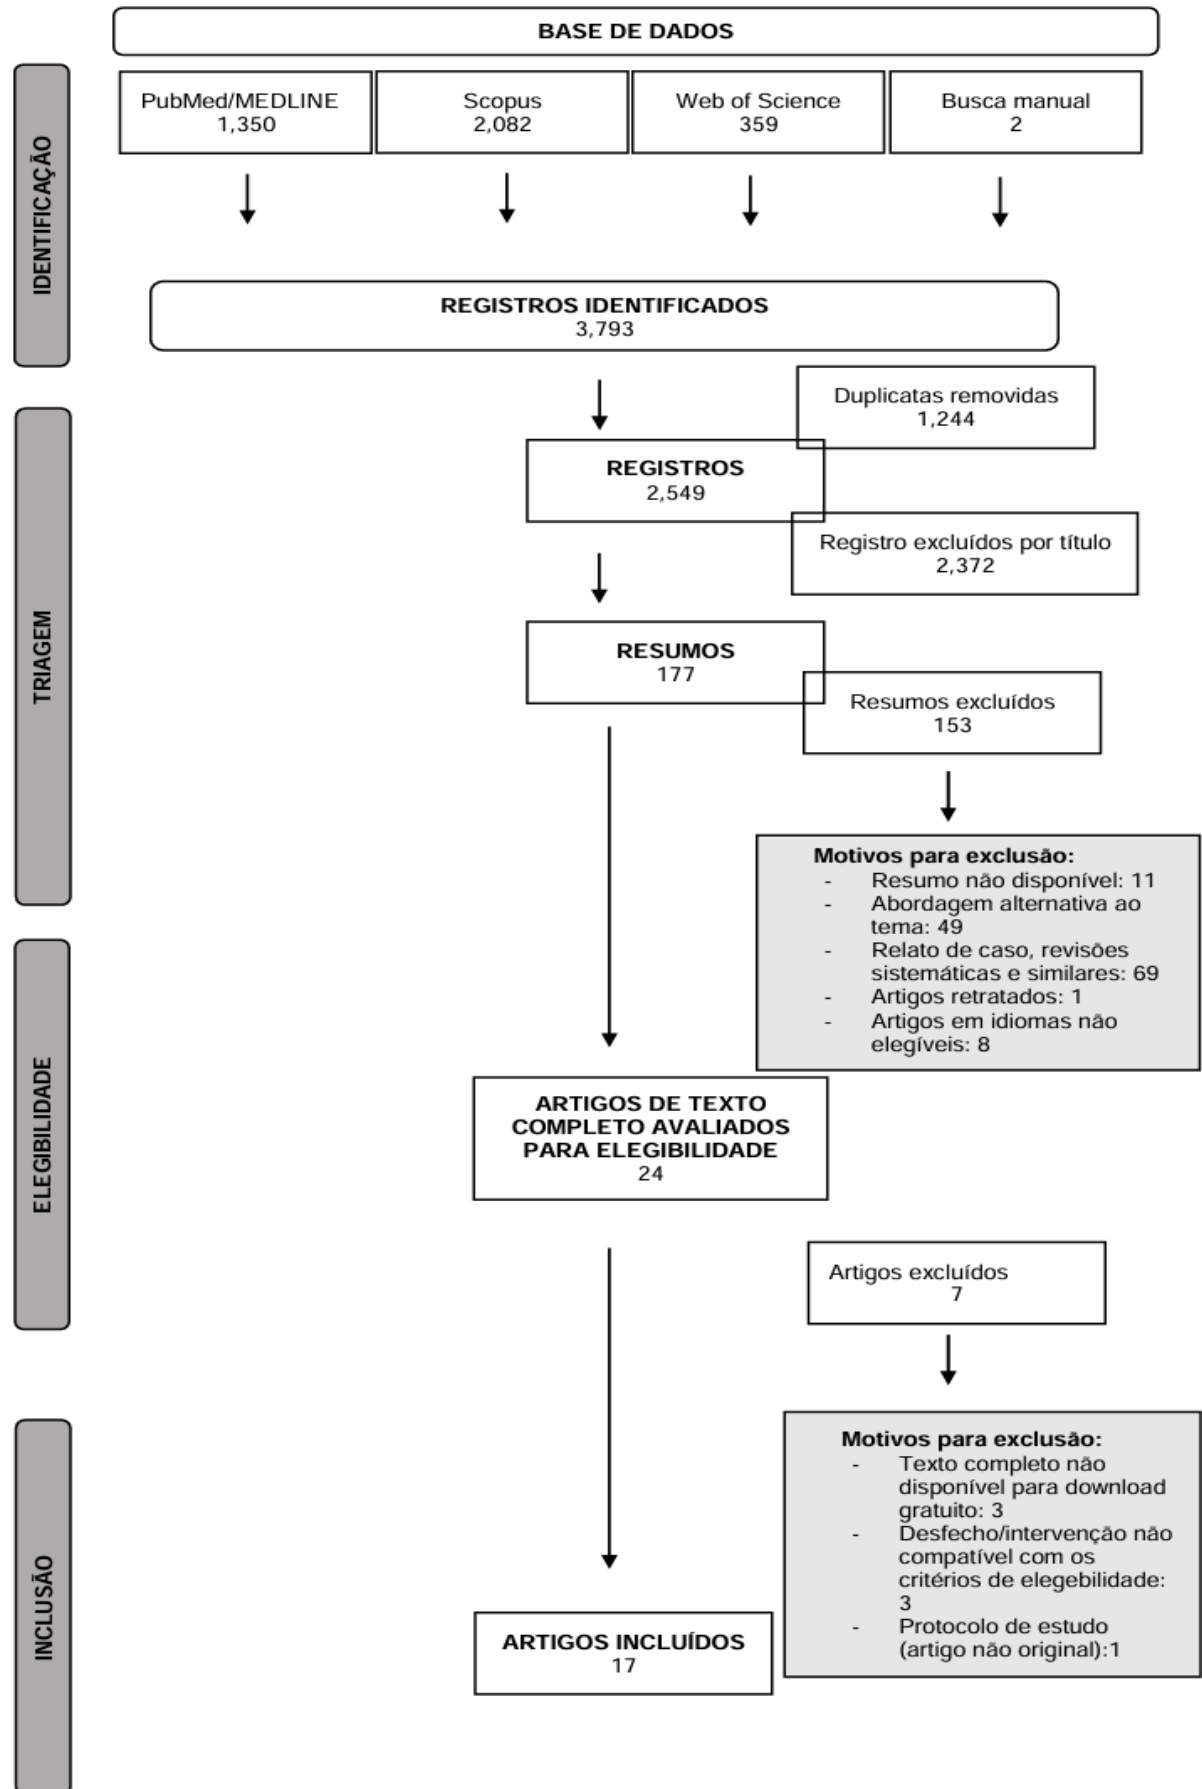 BASE DE DADOS
IDENTIFICAÇÃO
PubMed/MEDLINE
1,350
Scopus
2,082
Web of Science
359
Busca manual
2
REGISTROS IDENTIFICADOS
3,793
TRIAGEM
Duplicatas removidas
1,244
REGISTROS
2,549
Registro excluídos por título
2,372
RESUMOS
177
Resumos excluídos
153
Motivos para exclusão:
- Resumo não disponível: 11
- Abordagem alternativa ao
tema: 49
- Relato de caso, revisões
sistemáticas e similares: 69
- Artigos retratados: 1
- Artigos em idiomas não
elegíveis: 8
ELEGIBILIDADE
ARTIGOS DE TEXTO
COMPLETO AVALIADOS
PARA ELEGIBILIDADE
24
Artigos excluídos
7
Motivos para exclusão:
- Texto completo não
disponível para download
gratuito: 3
- Desfecho/intervenção não
compatível com os
critérios de elegebilidade:
3
- Protocolo de estudo
(artigo não original):1
INCLUSÃO
ARTIGOS INCLUÍDOS
17